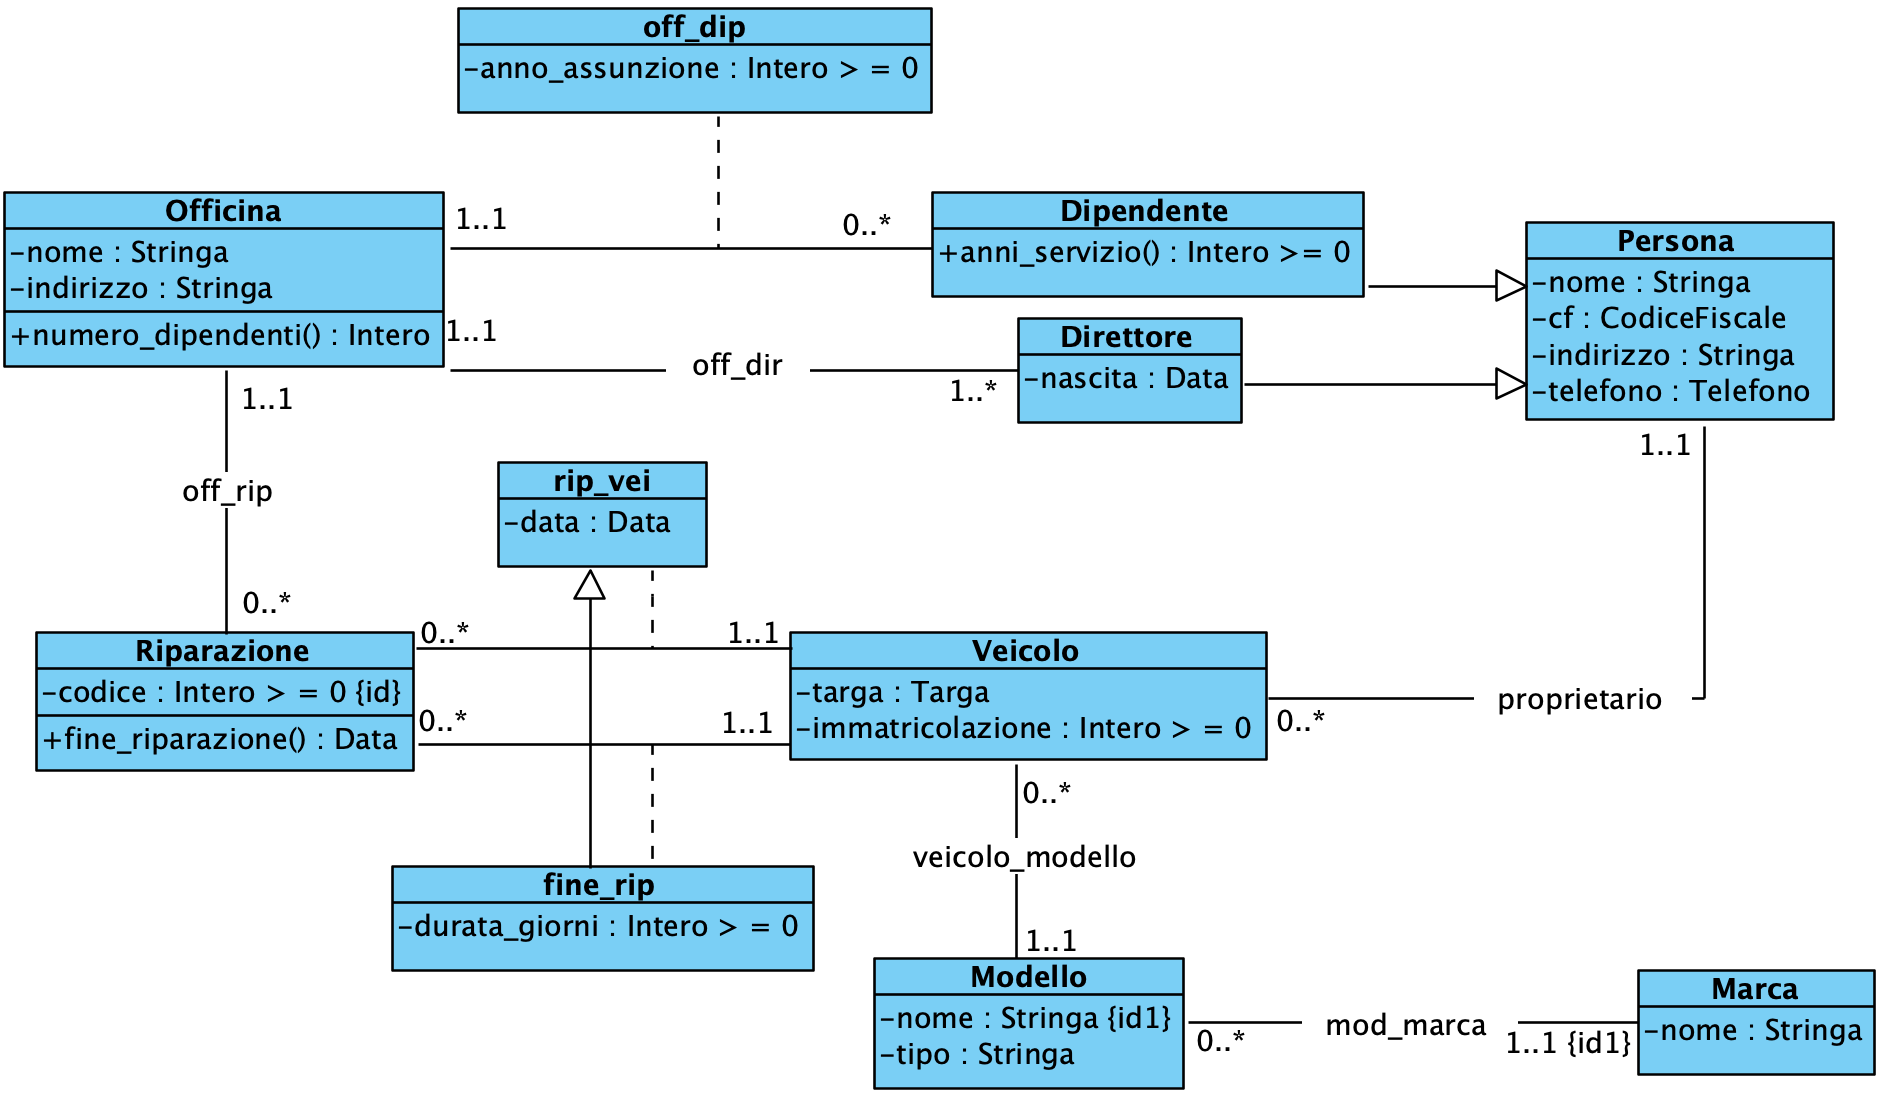 off_dip
-anno_assunzione : Intero > = 0
Officina
-nome : Stringa
-indirizzo : Stringa
+numero_dipendenti() : Intero
1..1
0..*
Dipendente
+anni_servizio() : Intero >= 0
Persona
-nome : Stringa
-cf : CodiceFiscale
-indirizzo : Stringa
-telefono : Telefono
1..1
off_dir
1..*
Direttore
-nascita : Data
1..1
off_rip
0..*
rip_vei
-data : Data
1..1
proprietario
0..*
Riparazione
-codice : Intero > = 0 {id}
+fine_riparazione() : Data
0..*
1..1
0..*
1..1
Veicolo
-targa : Targa
-immatricolazione : Intero > = 0
0..*
veicolo_modello
1..1
fine_rip
-durata_giorni : Intero > = 0
Modello
-nome : Stringa {id1}
-tipo : Stringa
0..*
mod_marca
1..1 {id1}
Marca
-nome : Stringa